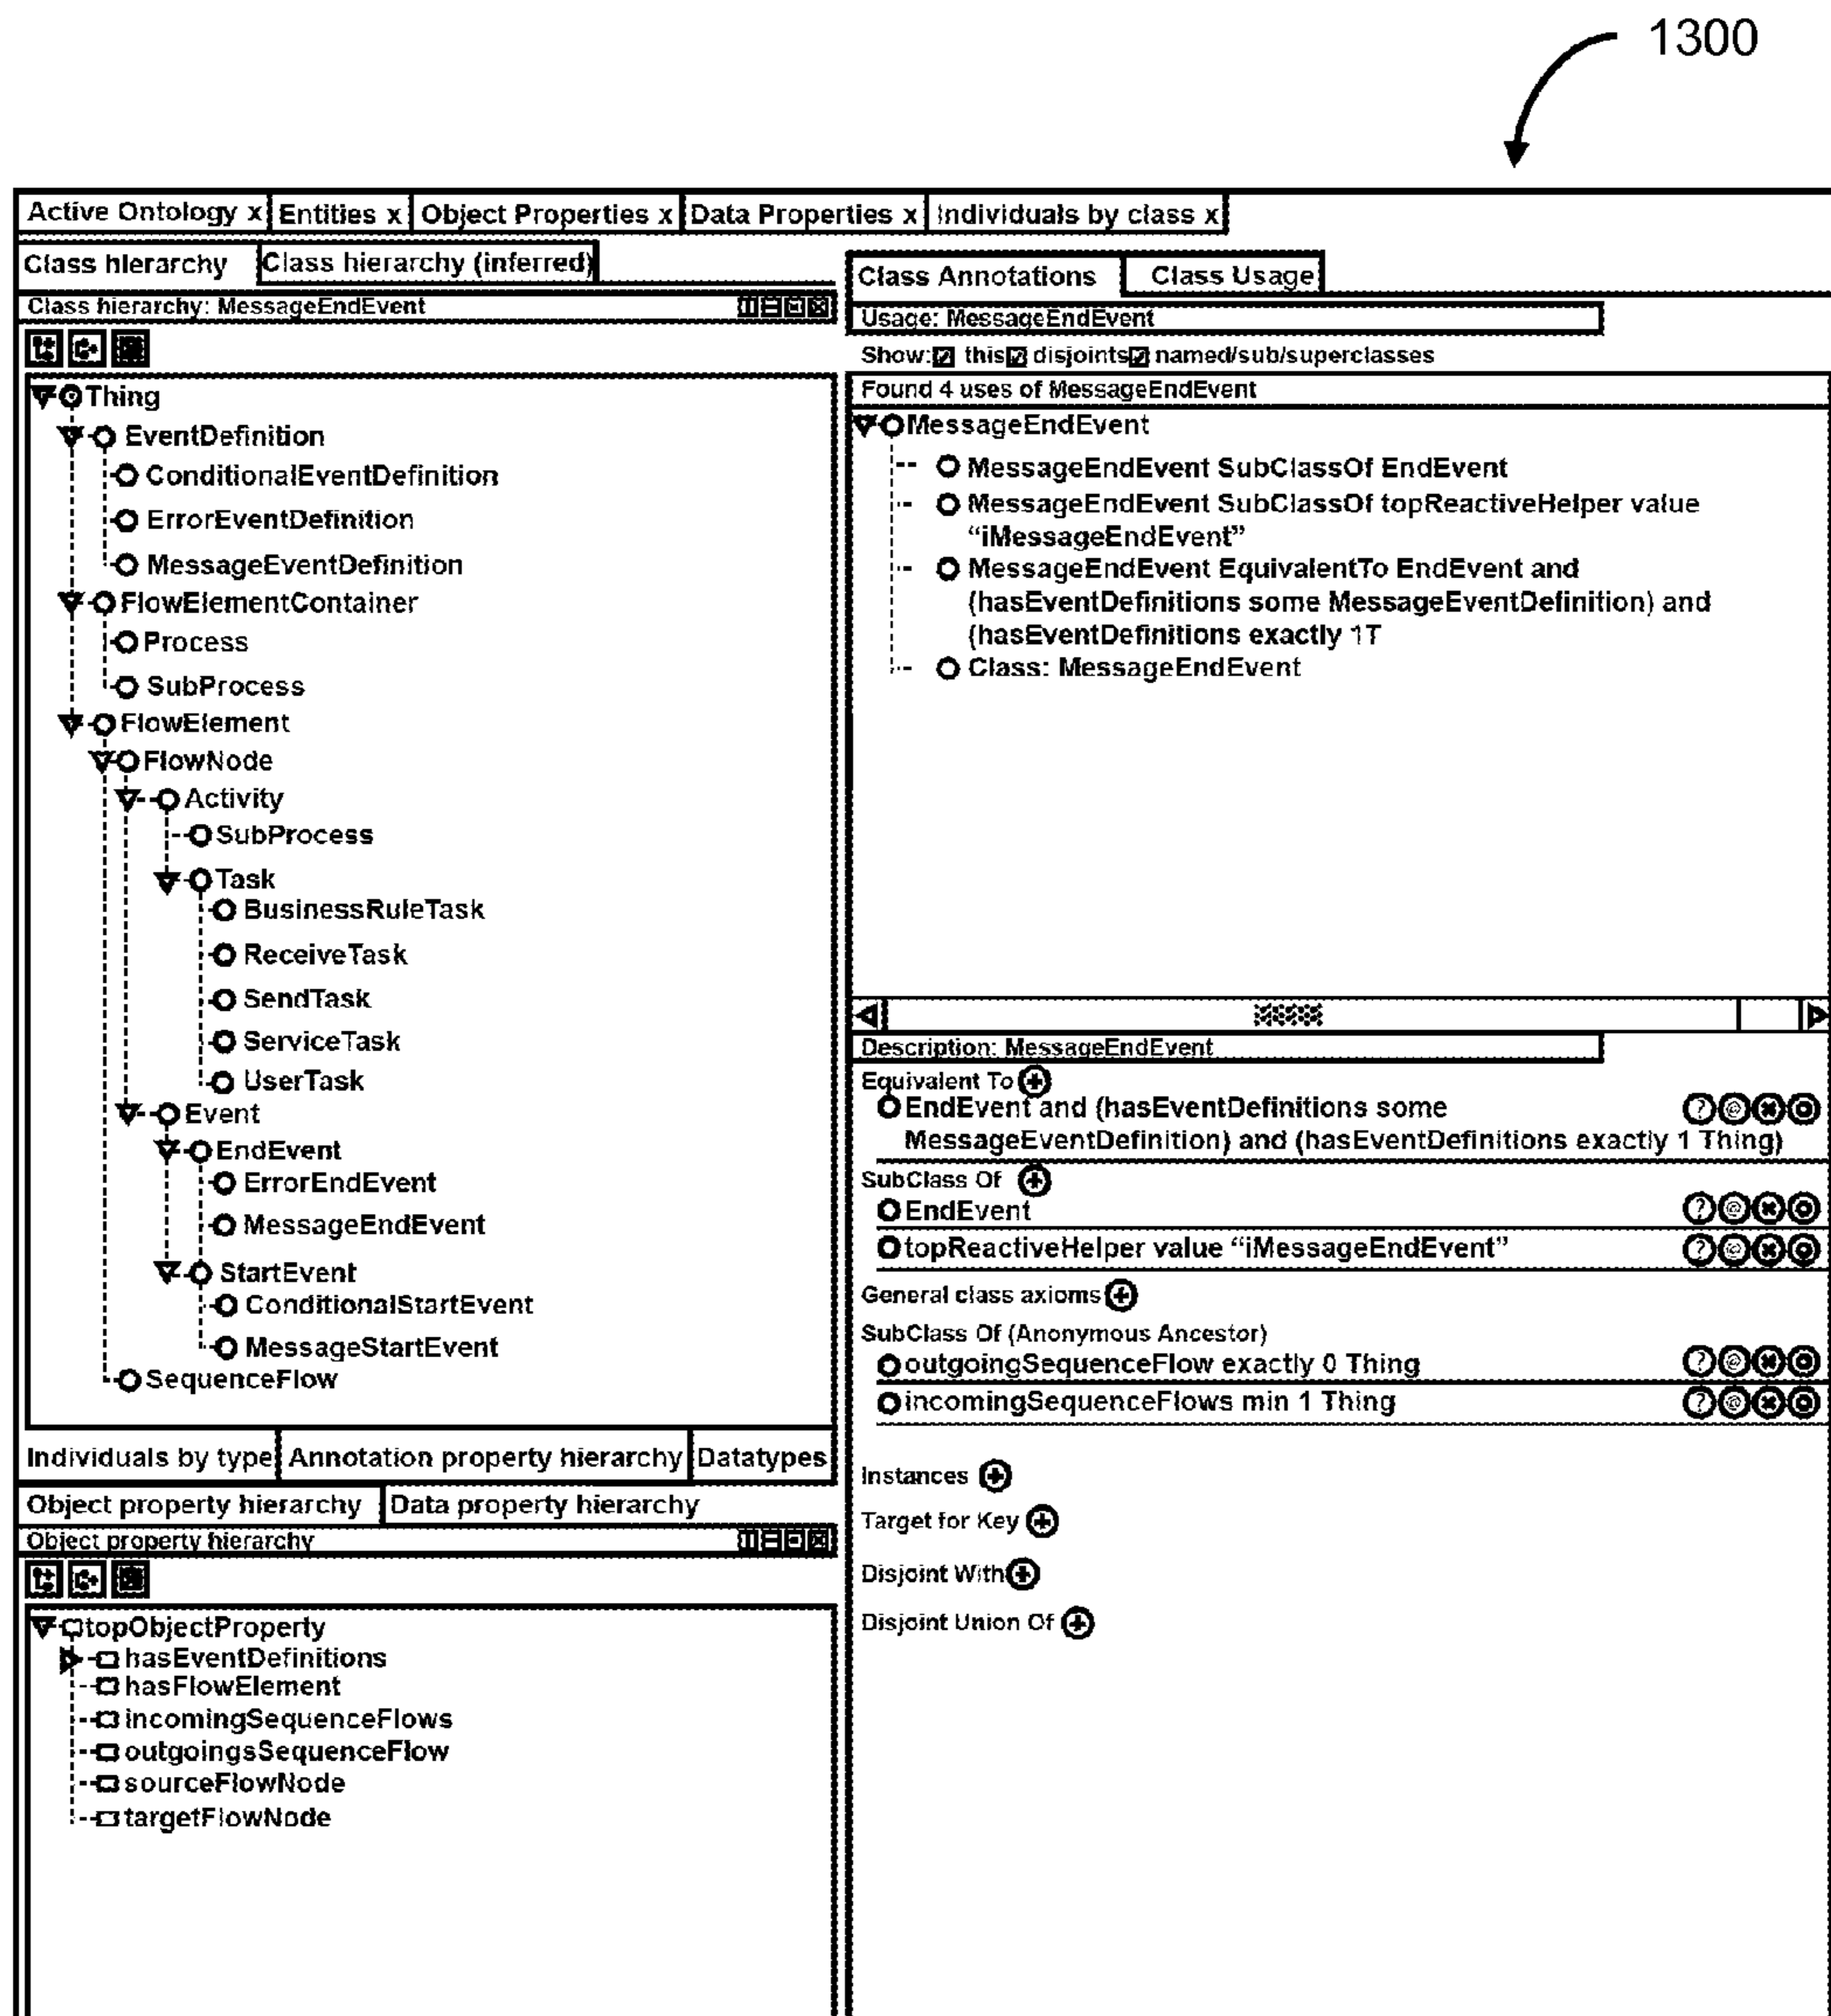 1300
Active Ontology x Entities x Object Properties x Data Properties x Individuals by class x
Class hierarchy Class hierarchy (inferred)
Class hierarchy: MessageEndEvent
Thing
EventDefinition
ConditionalEventDefinition
ErrorEventDefinition
MessageEventDefinition
FlowElementContainer
Process
SubProcess
FlowElement
FlowNode
Activity
SubProcess
Task
BusinessRuleTask
ReceiveTask
SendTask
ServiceTask
UserTask
Event
EndEvent
ErrorEndEvent
MessageEndEvent
StartEvent
ConditionalStartEvent
MessageStartEvent
SequenceFlow
Individuals by type Annotation property hierarchy Datatypes
Object property hierarchy Data property hierarchy
Object property hierarchy
topObjectProperty
hasEventDefinitions
hasFlowElement
incomingSequenceFlows
outgoingsSequenceFlow
sourceFlowNode
targetFlowNode
Class Annotations Class Usage
Usage: MessageEndEvent
Show: this disjoints named/sub/superclasses
Found 4 uses of MessageEndEvent
MessageEndEvent
MessageEndEvent SubClassOf EndEvent
MessageEndEvent SubClassOf topReactiveHelper value
“iMessageEndEvent”
MessageEndEvent EquivalentTo EndEvent and
(hasEventDefinitions some MessageEventDefinition) and
(hasEventDefinitions exactly 1T
Class: MessageEndEvent
Description: MessageEndEvent
Equivalent To
EndEvent and (hasEventDefinitions some
MessageEventDefinition) and (hasEventDefinitions exactly 1 Thing)
SubClass Of
EndEvent
topReactiveHelper value “iMessageEndEvent”
General class axioms
SubClass Of (Anonymous Ancestor)
outgoingSequenceFlow exactly 0 Thing
incomingSequenceFlows min 1 Thing
Instances
Target for Key
Disjoint With
Disjoint Union Of